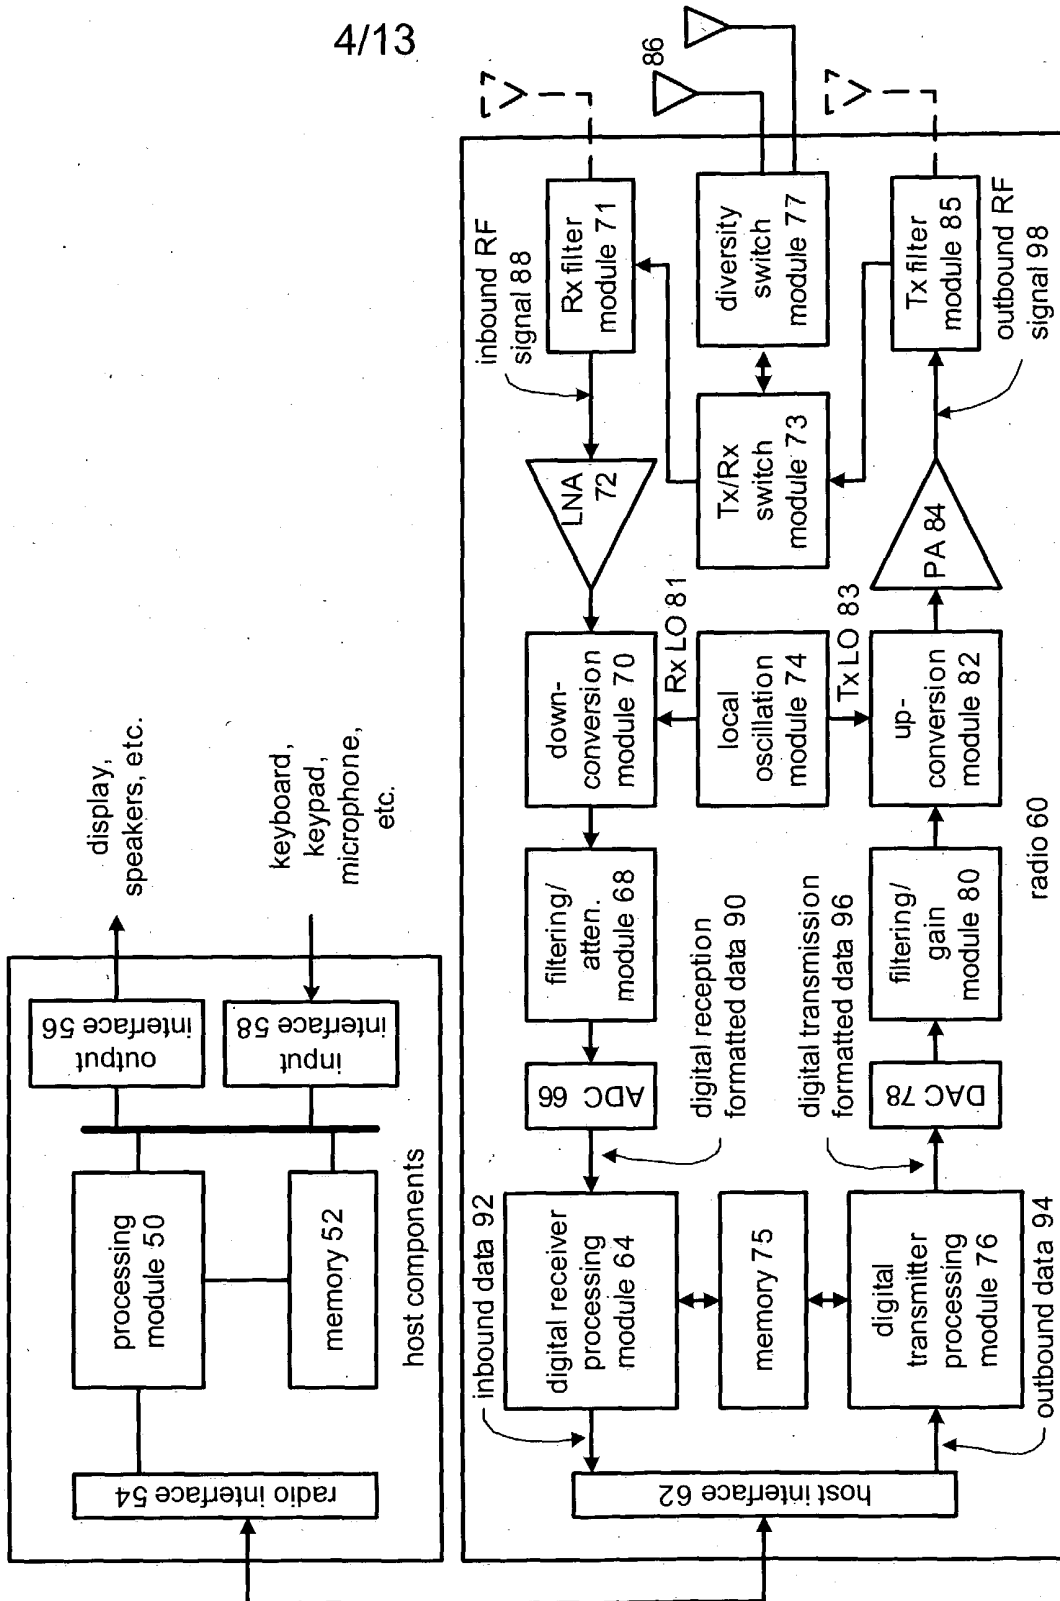 4/13
86
Rx filter
module 71
diversity
switch
module 77
Tx filter
module 85
inbound RF
signal 88
outbound RF
signal 98
LNA
72
Tx/Rx
switch
module 73
PA 84
down-
conversion
module 70
Rx LO 81
local
oscillation
module 74
Tx LO 83
up-
conversion
module 82
filtering/
atten.
module 68
filtering/
gain
module 80
radio 60
ADC 66
digital reception
formatted data 90
digital transmission
formatted data 96
DAC 78
inbound data 92
digital receiver
processing
module 64
memory 75
digital
transmitter
processing
module 76
outbound data 94
host interface 62
display,
speakers, etc.
keyboard,
keypad,
microphone,
etc.
output
interface 56
input
interface 58
processing
module 50
memory 52
host components
radio interface 54